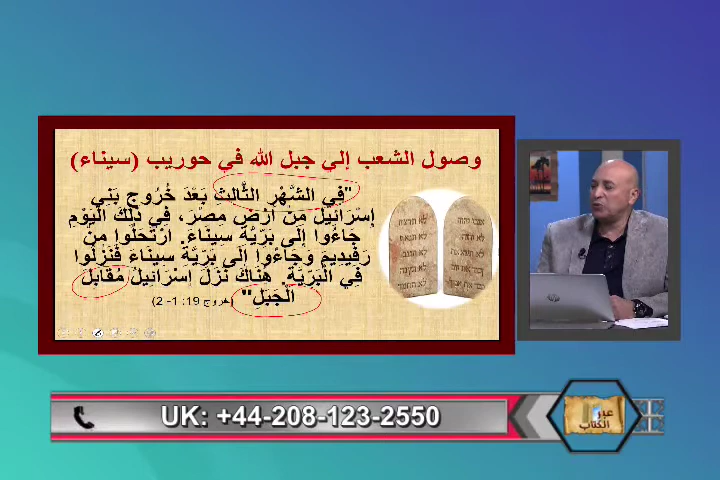 وصول الشعب إلي جبل الله في حوريب (سيناء)
"فِي الشَّهْرِ الثَّالِثِ بَعْدَ خُرُوجِ بَنِي
إِسْرَائِيلَ مِنْ أَرْضِ مِصْرَ، فِي ذلِكَ الْيَوْمِ
جَاءُوا إِلَى بَرِّيَّةِ سِينَاءَ. ارْتَحَلُوا مِنْ
رَفِيدِيمَ وَجَاءُوا إِلَى بَرِّيَّةِ سِينَاءَ فَنَزَلُوا
فِي الْبَرِّيَّةِ هُنَاكَ نَزَلَ إِسْرَائِيلُ مُقَابِلَ
الْجَبَلِ"
(خروج 19: 1- 2)
UK: +44-208-123-2550
عبر
الكتاب